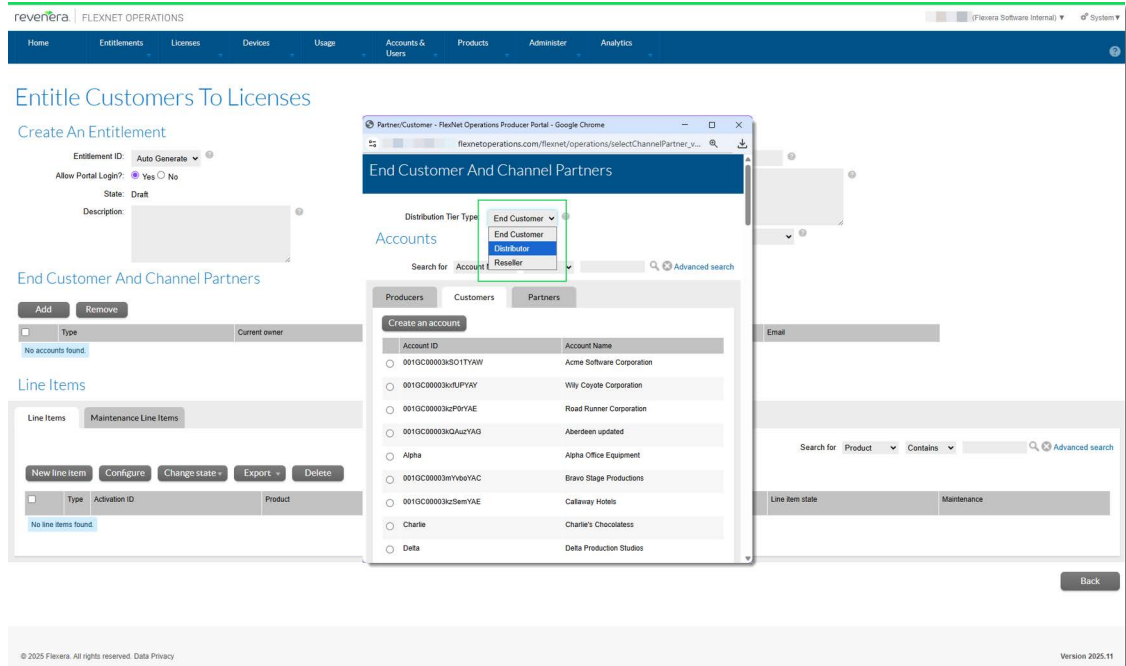 revenera. FLEXNET OPERATIONS
(Flexera Software Internal) System
Home Entitlements Licenses Devices Usage Accounts & Users Products Administer Analytics
Entitle Customers To Licenses
Create An Entitlement
Entitlement ID: Auto Generate
Allow Portal Login?: Yes No
State: Draft
Description:
End Customer And Channel Partners
Add Remove
Type Current owner Email
No accounts found.
Line Items
Line Items Maintenance Line Items
Search for Product Contains Advanced search
New line item Configure Change state Export Delete
Type Activation ID Product Line item state Maintenance
No line items found.
Back
Partner/Customer - FlexNet Operations Producer Portal - Google Chrome
flexnetoperations.com/flexnet/operations/selectChannelPartner_v...
End Customer And Channel Partners
Distribution Tier Type End Customer
End Customer
Distributor
Reseller
Accounts
Search for Account Advanced search
Producers Customers Partners
Create an account
Account ID Account Name
001GC00003kSO1TYAW Acme Software Corporation
001GC00003kxfUPYAY Wily Coyote Corporation
001GC00003kzP0rYAE Road Runner Corporation
001GC00003kQAuzYAG Aberdeen updated
Alpha Alpha Office Equipment
001GC00003mYvboYAC Bravo Stage Productions
001GC00003kzSemYAE Callaway Hotels
Charlie Charlie's Chocolatess
Delta Delta Production Studios
© 2025 Flexera. All rights reserved. Data Privacy
Version 2025.11